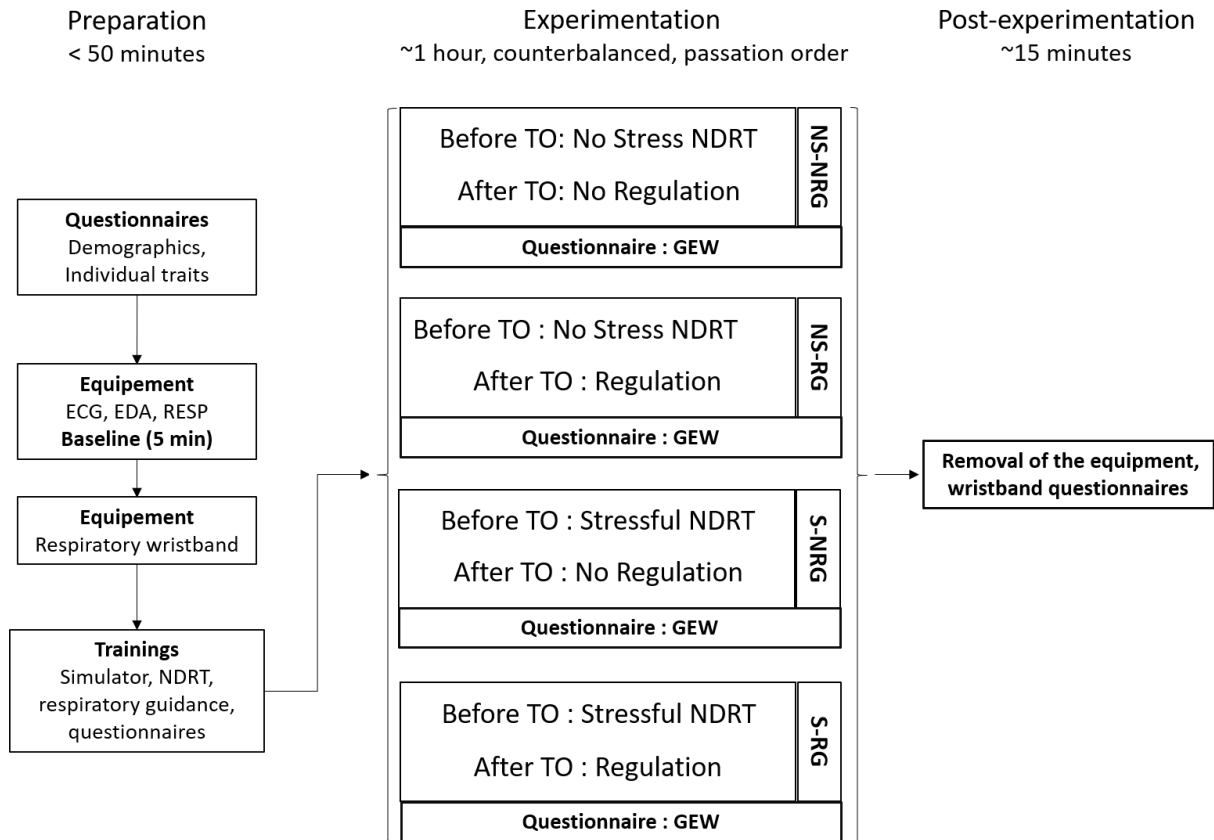 Preparation
< 50 minutes
Questionnaires
Demographics,
Individual traits
Equipement
ECG, EDA, RESP
Baseline (5 min)
Equipement
Respiratory wristband
Trainings
Simulator, NDRT,
respiratory guidance,
questionnaires
Experimentation
~1 hour, counterbalanced, passation order
Before TO: No Stress NDRT
After TO: No Regulation
NS-NRG
Questionnaire : GEW
Before TO : No Stress NDRT
After TO : Regulation
NS-RG
Questionnaire : GEW
Before TO : Stressful NDRT
After TO : No Regulation
S-NRG
Questionnaire : GEW
Before TO : Stressful NDRT
After TO : Regulation
S-RG
Questionnaire : GEW
Post-experimentation
~15 minutes
Removal of the equipment,
wristband questionnaires